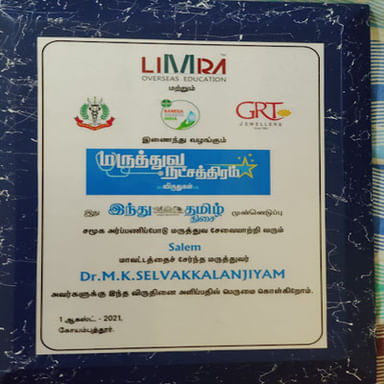 LIMRA
OVERSEAS EDUCATION
மற்றும்
GRT
JEWELLERS
இணைந்து வழங்கும்
மருத்துவ
நட்சத்திரம்
விருதுகள்
இது இந்து தமிழ் திசை முன்னெடுப்பு
சமூக அர்ப்பணிப்போடு மருத்துவ சேவையாற்றி வரும்
Salem
மாவட்டத்தைச் சேர்ந்த மருத்துவர்
Dr.M.K.SELVAKKALANJIYAM
அவர்களுக்கு இந்த விருதினை அளிப்பதில் பெருமை கொள்கிறோம்.
1 ஆகஸ்ட் - 2021,
கோயம்புத்தூர்.